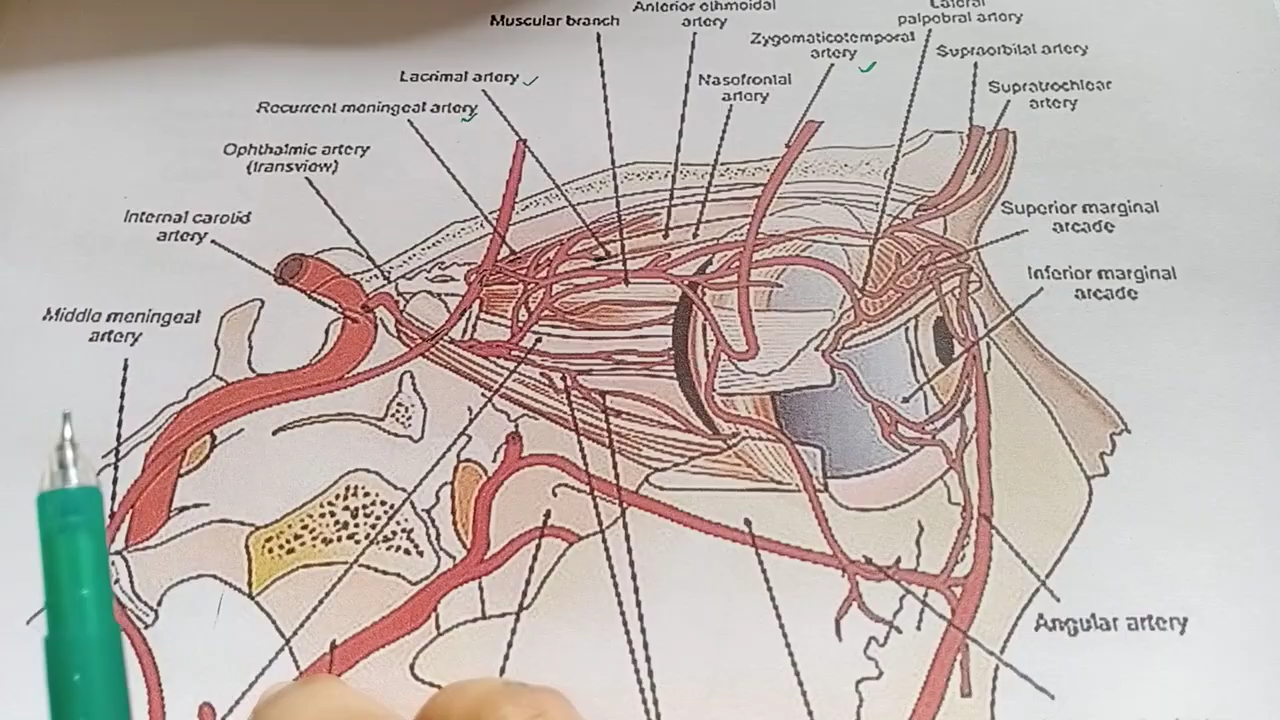 Anterior ethmoidal
artery
Muscular branch
Lateral
palpebral artery
Zygomaticotemporal
artery
Supraorbital artery
Lacrimal artery
Nasofrontal
artery
Supratrochlear
artery
Recurrent meningeal artery
Ophthalmic artery
(transview)
Internal carotid
artery
Superior marginal
arcade
Inferior marginal
arcade
Middle meningeal
artery
Angular artery